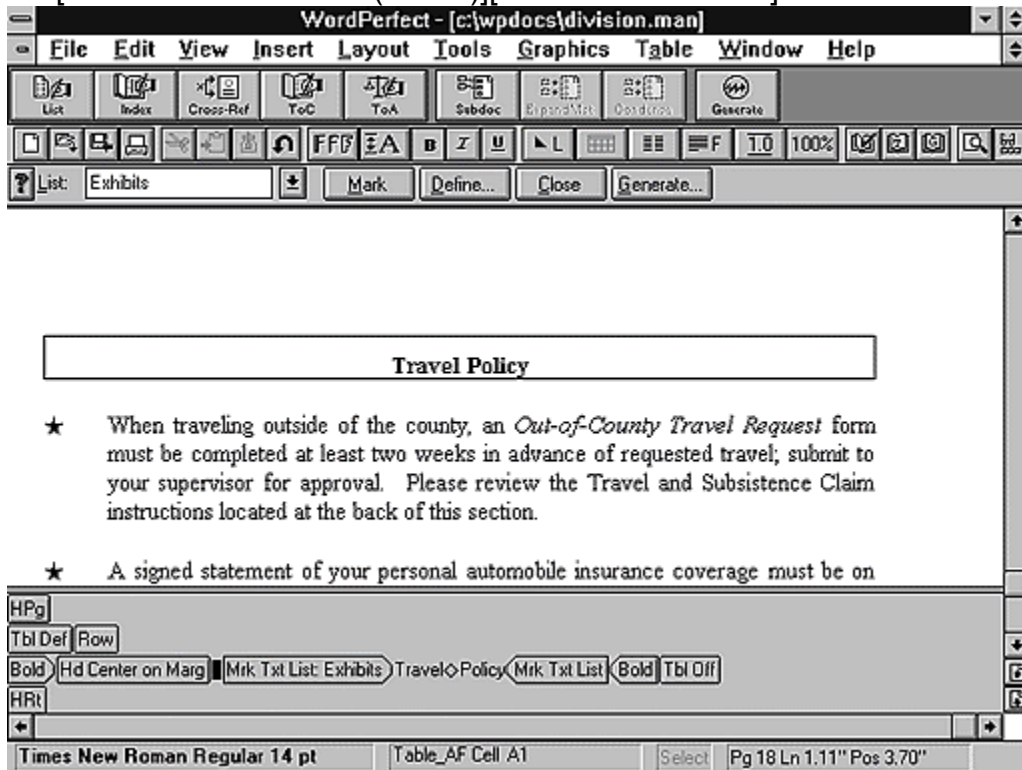 WordPerfect - [c:\wpdocs\division.man]
File Edit View Insert Layout Tools Graphics Table Window Help
List Index Cross-Ref ToC ToA Subdoc ExpandMst Condense Generate
B I U L F 1.0 100%
List: Exhibits Mark Define... Close Generate...
Travel Policy
★ When traveling outside of the county, an Out-of-County Travel Request form
must be completed at least two weeks in advance of requested travel; submit to
your supervisor for approval. Please review the Travel and Subsistence Claim
instructions located at the back of this section.
★ A signed statement of your personal automobile insurance coverage must be on
HPg
Tbl Def Row
Bold Hd Center on Marg Mrk Txt List: Exhibits Travel◇Policy Mrk Txt List Bold Tbl Off
HRt
Times New Roman Regular 14 pt Table_AF Cell A1 Select Pg 18 Ln 1.11" Pos 3.70"